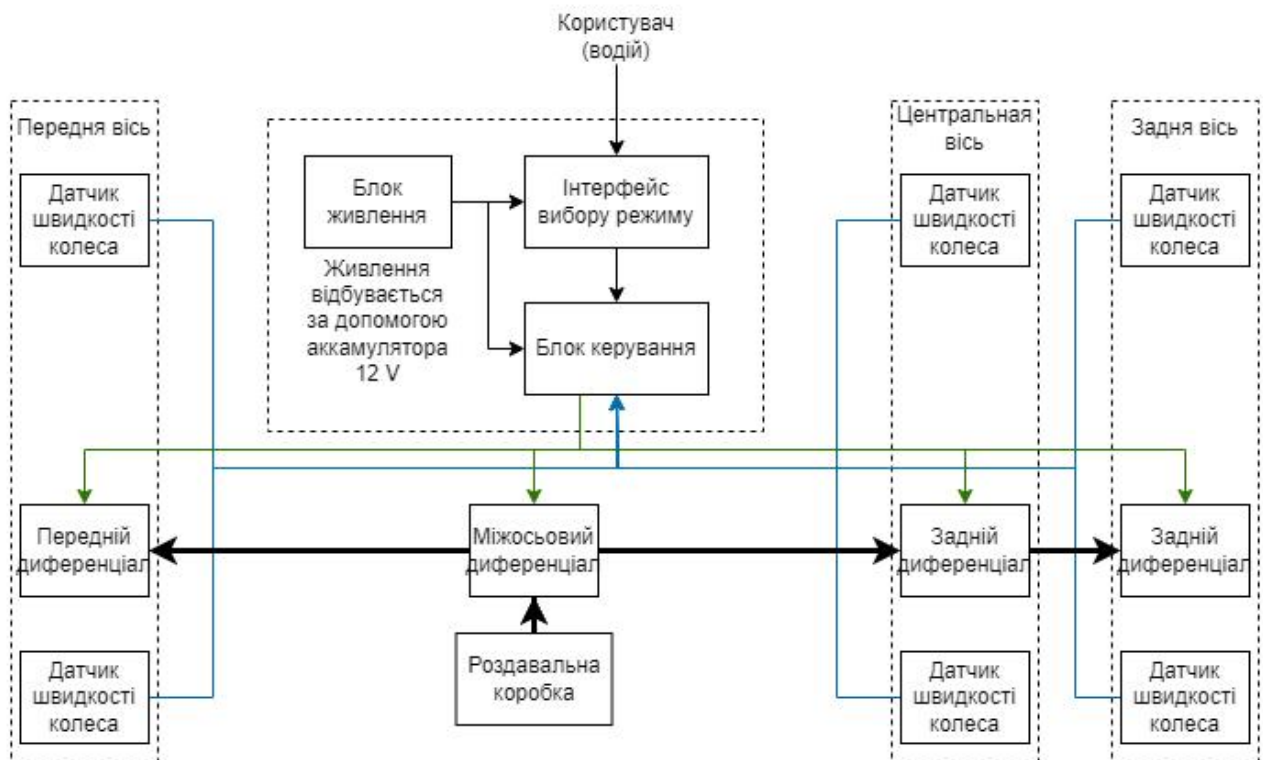 Користувач
(водій)
Передня вісь
Центральная
вісь
Задня вісь
Датчик
швидкості
колеса
Блок
живлення
Інтерфейс
вибору режиму
Датчик
швидкості
колеса
Датчик
швидкості
колеса
Живлення
відбувається
за допомогою
аккамулятора
12 V
Блок керування
Передній
диференціал
Міжосьовий
диференціал
Задній
диференціал
Задній
диференціал
Датчик
швидкості
колеса
Роздавальна
коробка
Датчик
швидкості
колеса
Датчик
швидкості
колеса